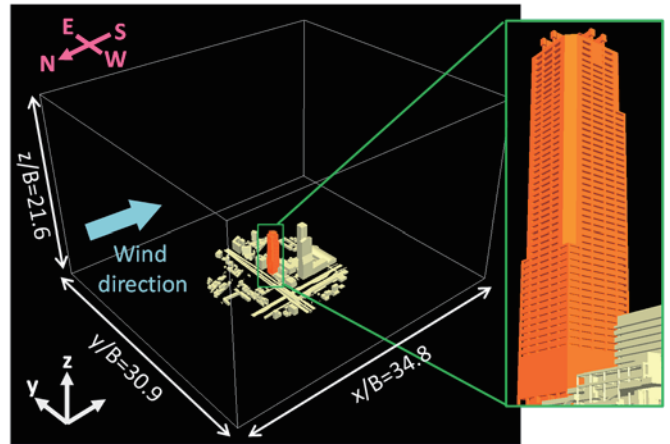 E
S
N
W
z/B=21.6
Wind
direction
y/B=30.9
x/B=34.8
z
y